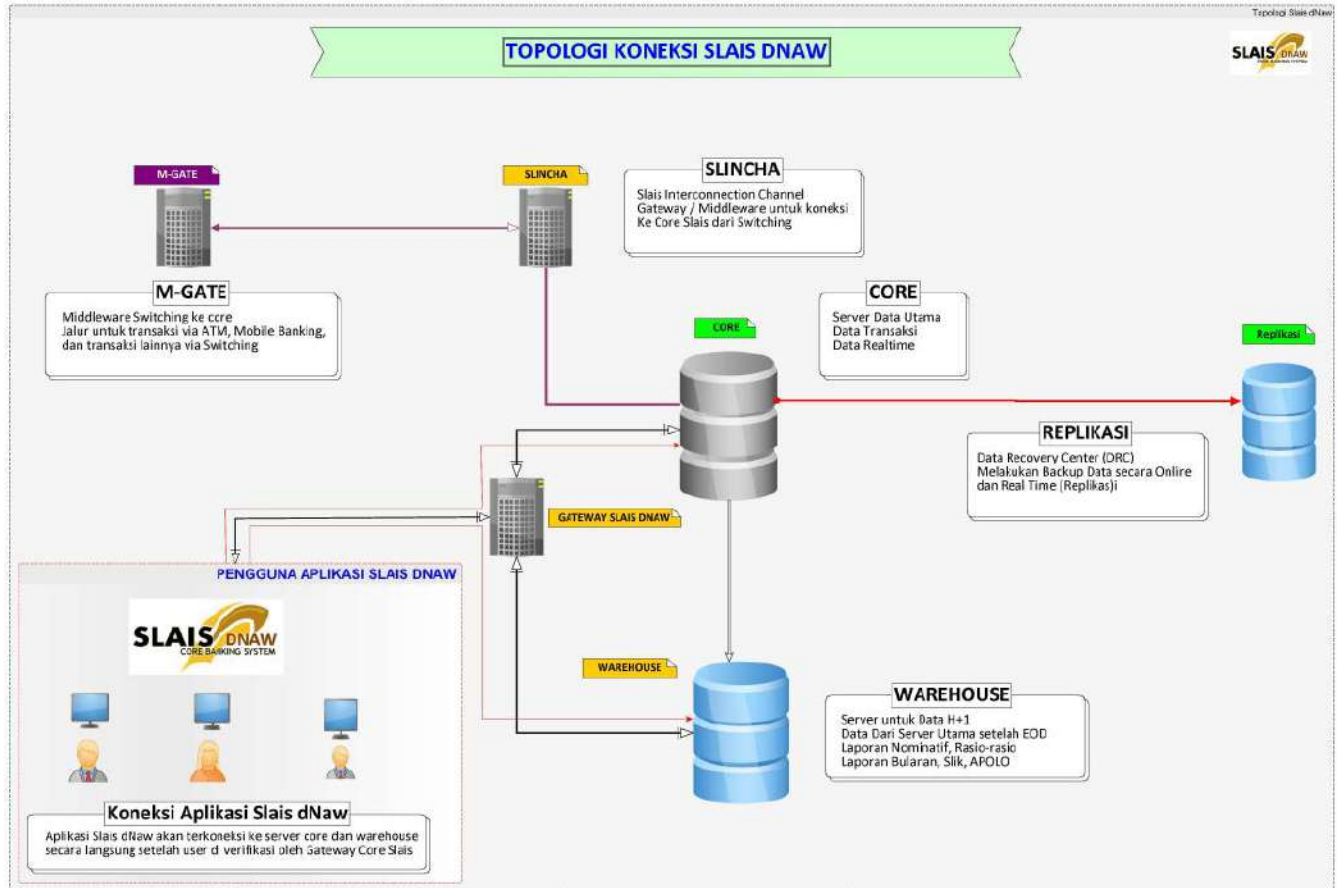 Topologi Slais dNaw
TOPOLOGI KONEKSI SLAIS DNAW
SLAIS DNAW
CORE BANKING SYSTEM
M-GATE
SLINCHA
SLINCHA
Slais Interconnection Channel
Gateway / Middleware untuk koneksi
Ke Core Slais dari Switching
M-GATE
Middleware Switching ke core
Jalur untuk transaksi via ATM, Mobile Banking,
dan transaksi lainnya via Switching
CORE
CORE
Server Data Utama
Data Transaksi
Data Realtime
Replikasi
REPLIKASI
Data Recovery Center (DRC)
Melakukan Backup Data secara Online
dan Real Time (Replikas)i
GATEWAY SLAIS DNAW
PENGGUNA APLIKASI SLAIS DNAW
SLAIS DNAW
CORE BANKING SYSTEM
WAREHOUSE
WAREHOUSE
Server untuk Data H+1
Data Dari Server Utama setelah EOD
Laporan Nominatif, Rasio-rasio
Laporan Bulanan, Slik, APOLO
Koneksi Aplikasi Slais dNaw
Aplikasi Slais dNaw akan terkoneksi ke server core dan warehouse
secara langsung setelah user di verifikasi oleh Gateway Core Slais